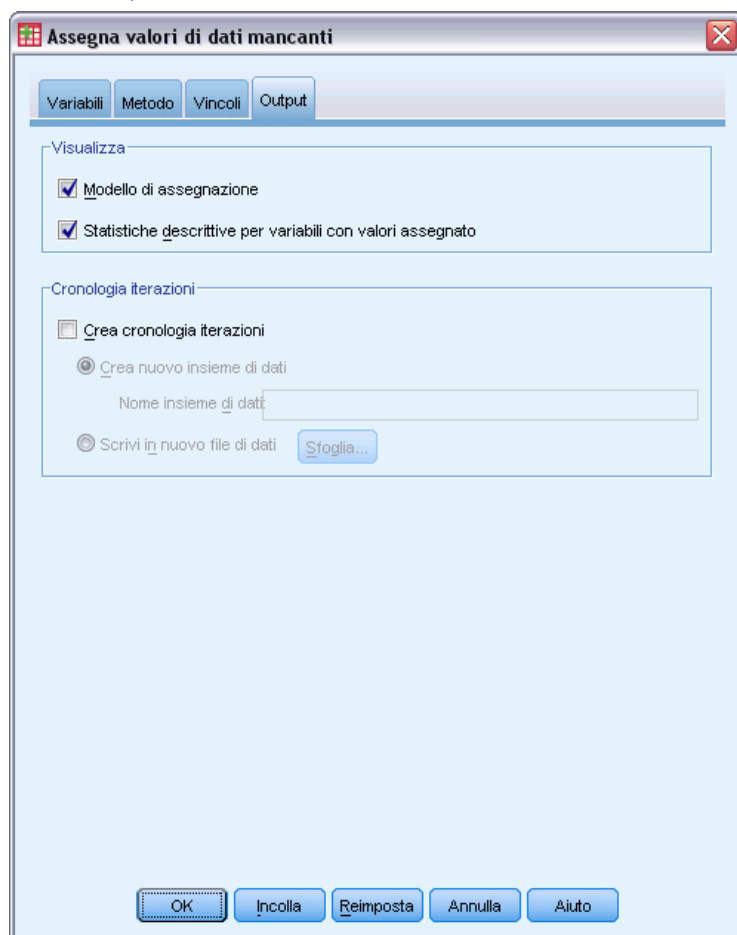 Assegna valori di dati mancanti
Variabili Metodo Vincoli Output
Visualizza
Modello di assegnazione
Statistiche descrittive per variabili con valori assegnato
Cronologia iterazioni
Crea cronologia iterazioni
Crea nuovo insieme di dati
Nome insieme di dati:
Scrivi in nuovo file di dati Sfoglia...
OK Incolla Reimposta Annulla Aiuto